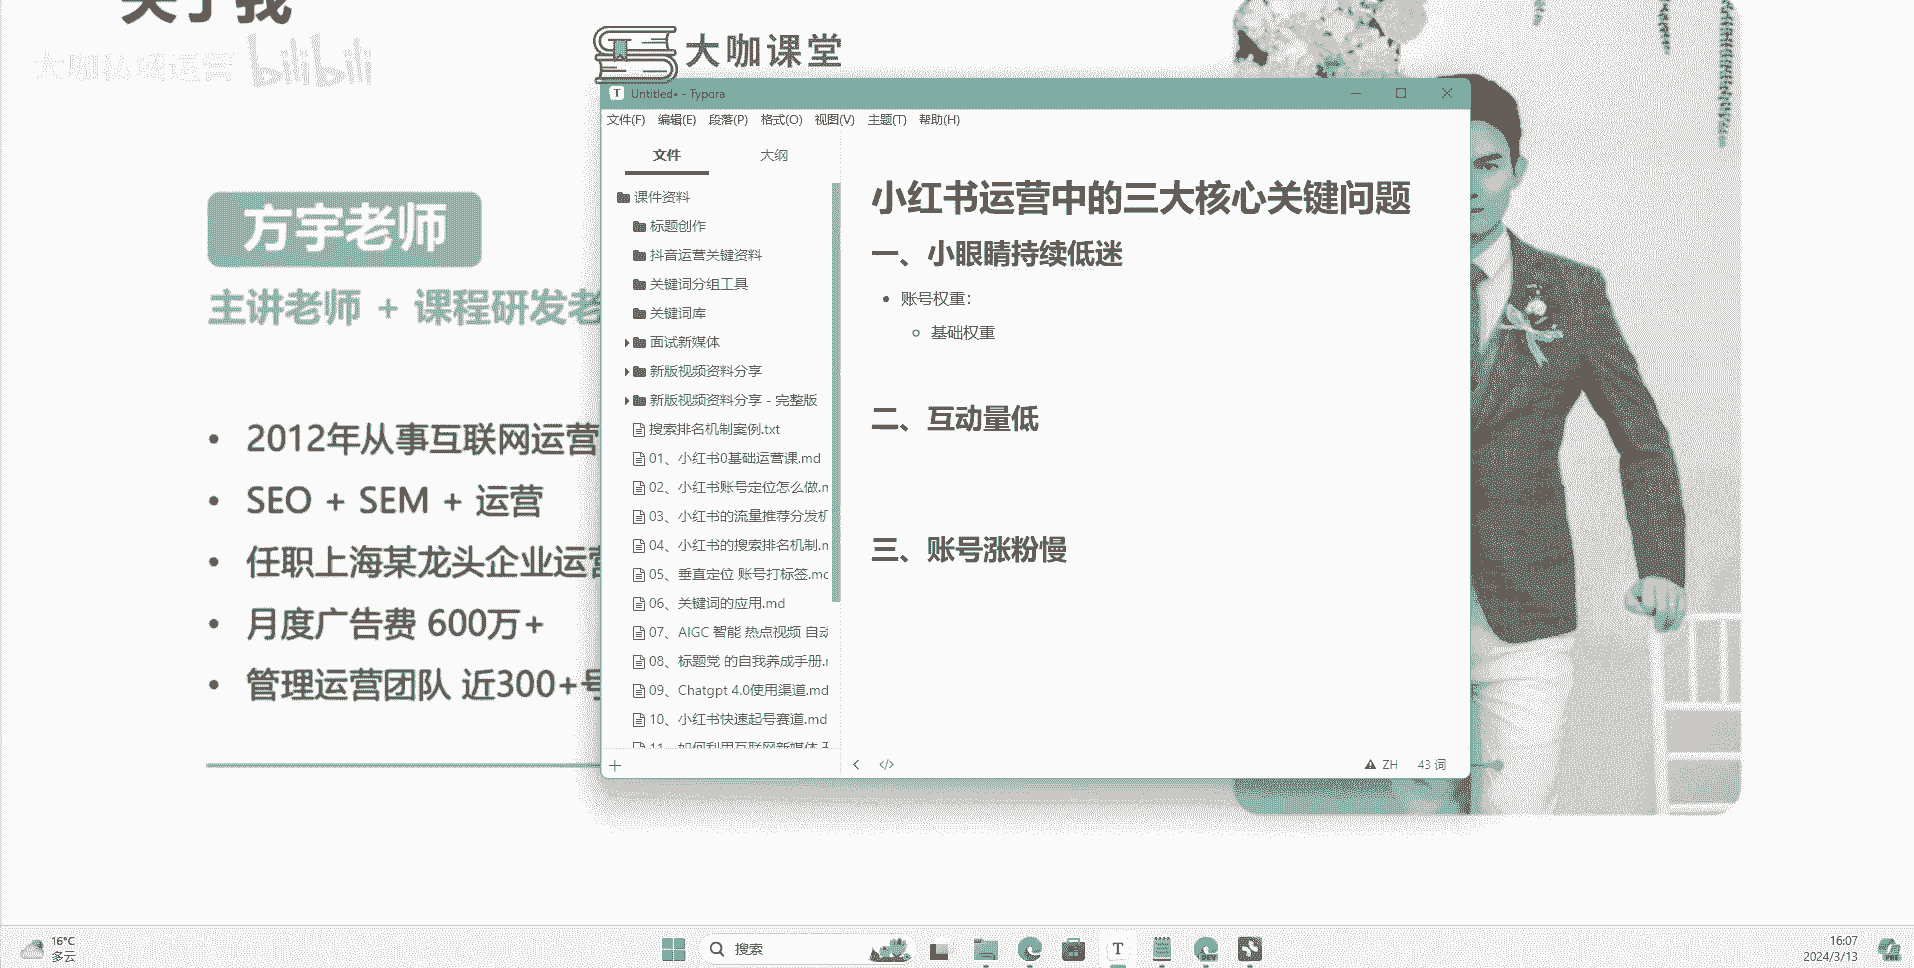 关于我
大咖私域运营 bilibili
大咖课堂
方宇老师
主讲老师 + 课程研发老
2012年从事互联网运营
SEO + SEM + 运营
任职上海某龙头企业运营
月度广告费 600万+
管理运营团队 近300+号
Untitled• - Typora
文件(F) 编辑(E) 段落(P) 格式(O) 视图(V) 主题(T) 帮助(H)
文件 大纲
课件资料
标题创作
抖音运营关键资料
关键词分组工具
关键词库
面试新媒体
新版视频资料分享
新版视频资料分享 - 完整版
搜索排名机制案例.txt
01、小红书0基础运营课.md
02、小红书账号定位怎么做.m
03、小红书的流量推荐分发机
04、小红书的搜索排名机制.m
05、垂直定位 账号打标签.md
06、关键词的应用.md
07、AIGC 智能 热点视频 自动
08、标题党 的自我养成手册.m
09、Chatgpt 4.0使用渠道.md
10、小红书快速起号赛道.md
11、如何利用互联网新媒体
小红书运营中的三大核心关键问题
一、小眼睛持续低迷
账号权重：
基础权重
二、互动量低
三、账号涨粉慢
ZH 43 词
16°C
多云
搜索
16:07
2024/3/13